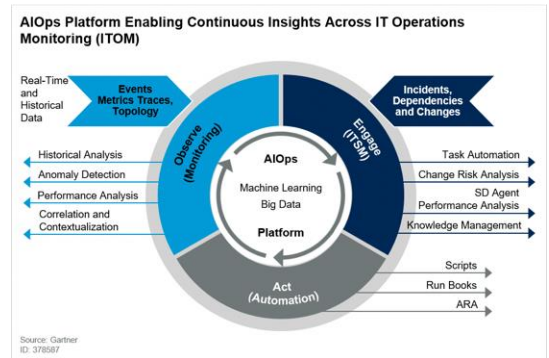 AIOps Platform Enabling Continuous Insights Across IT Operations
Monitoring (ITOM)
Real-Time
and
Historical
Data
Events
Metrics Traces,
Topology
Incidents,
Dependencies
and Changes
Observe
(Monitoring)
Engage
(ITSM)
Historical Analysis
Anomaly Detection
Performance Analysis
Correlation and
Contextualization
AIOps
Machine Learning
Big Data
Platform
Task Automation
Change Risk Analysis
SD Agent
Performance Analysis
Knowledge Management
Act
(Automation)
Scripts
Run Books
ARA
Source: Gartner
ID: 378587